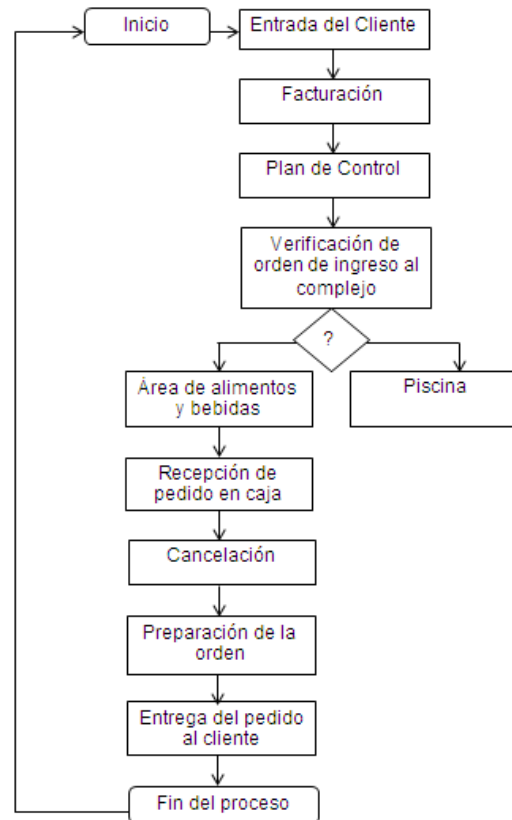 Inicio
Entrada del Cliente
Facturación
Plan de Control
Verificación de
orden de ingreso al
complejo
?
Área de alimentos
y bebidas
Piscina
Recepción de
pedido en caja
Cancelación
Preparación de la
orden
Entrega del pedido
al cliente
Fin del proceso